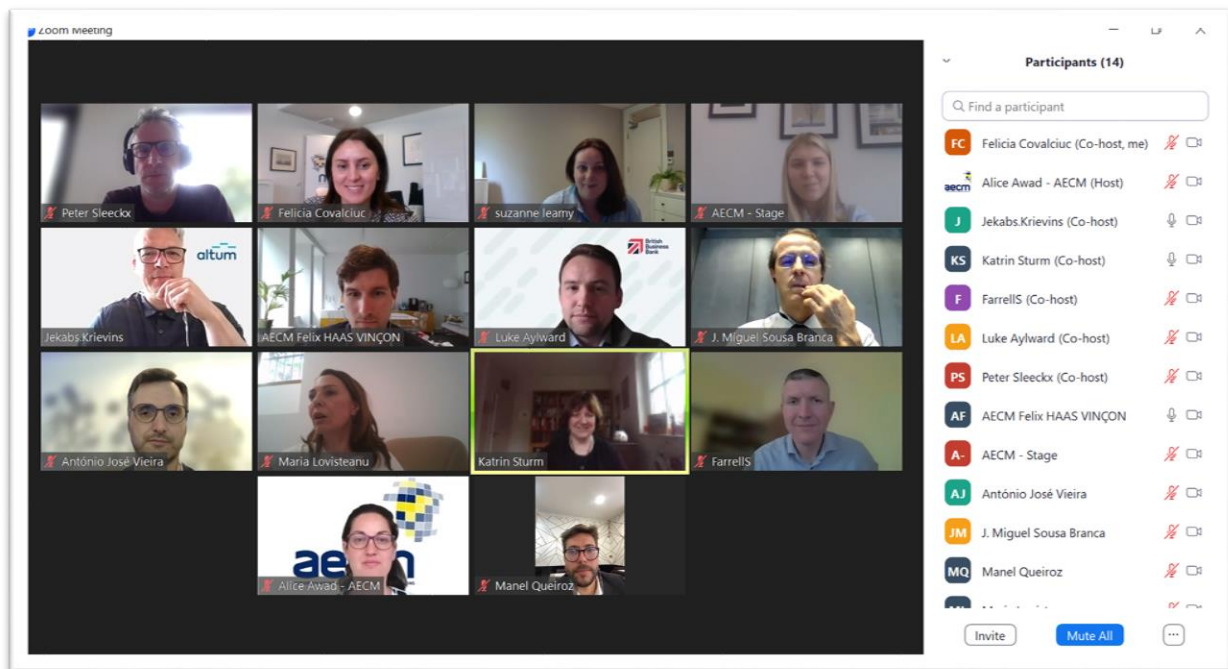 Zoom Meeting
Participants (14)
Find a participant
Peter Sleeckx
Felicia Covalciuc
suzanne leamy
AECM - Stage
altum
British
Business
Bank
Jekabs.Krievins
AECM Felix HAAS VINÇON
Luke Aylward
J. Miguel Sousa Branca
António José Vieira
Maria Lovisteanu
Katrin Sturm
FarrellS
Alice Awad - AECM
Manel Queiroz
FC Felicia Covalciuc (Co-host, me)
aecm Alice Awad - AECM (Host)
J Jekabs.Krievins (Co-host)
KS Katrin Sturm (Co-host)
F FarrellS (Co-host)
LA Luke Aylward (Co-host)
PS Peter Sleeckx (Co-host)
AF AECM Felix HAAS VINÇON
A- AECM - Stage
AJ António José Vieira
JM J. Miguel Sousa Branca
MQ Manel Queiroz
Invite
Mute All